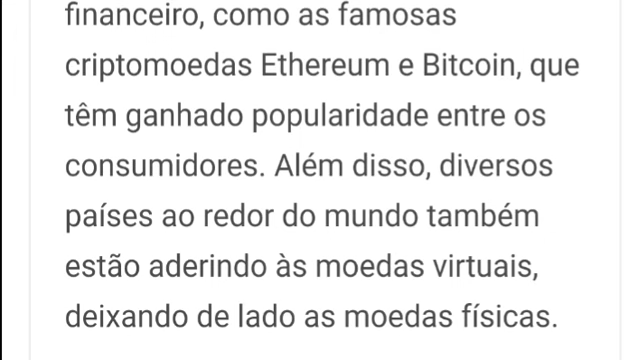 financeiro, como as famosas
criptomoedas Ethereum e Bitcoin, que
têm ganhado popularidade entre os
consumidores. Além disso, diversos
países ao redor do mundo também
estão aderindo às moedas virtuais,
deixando de lado as moedas físicas.